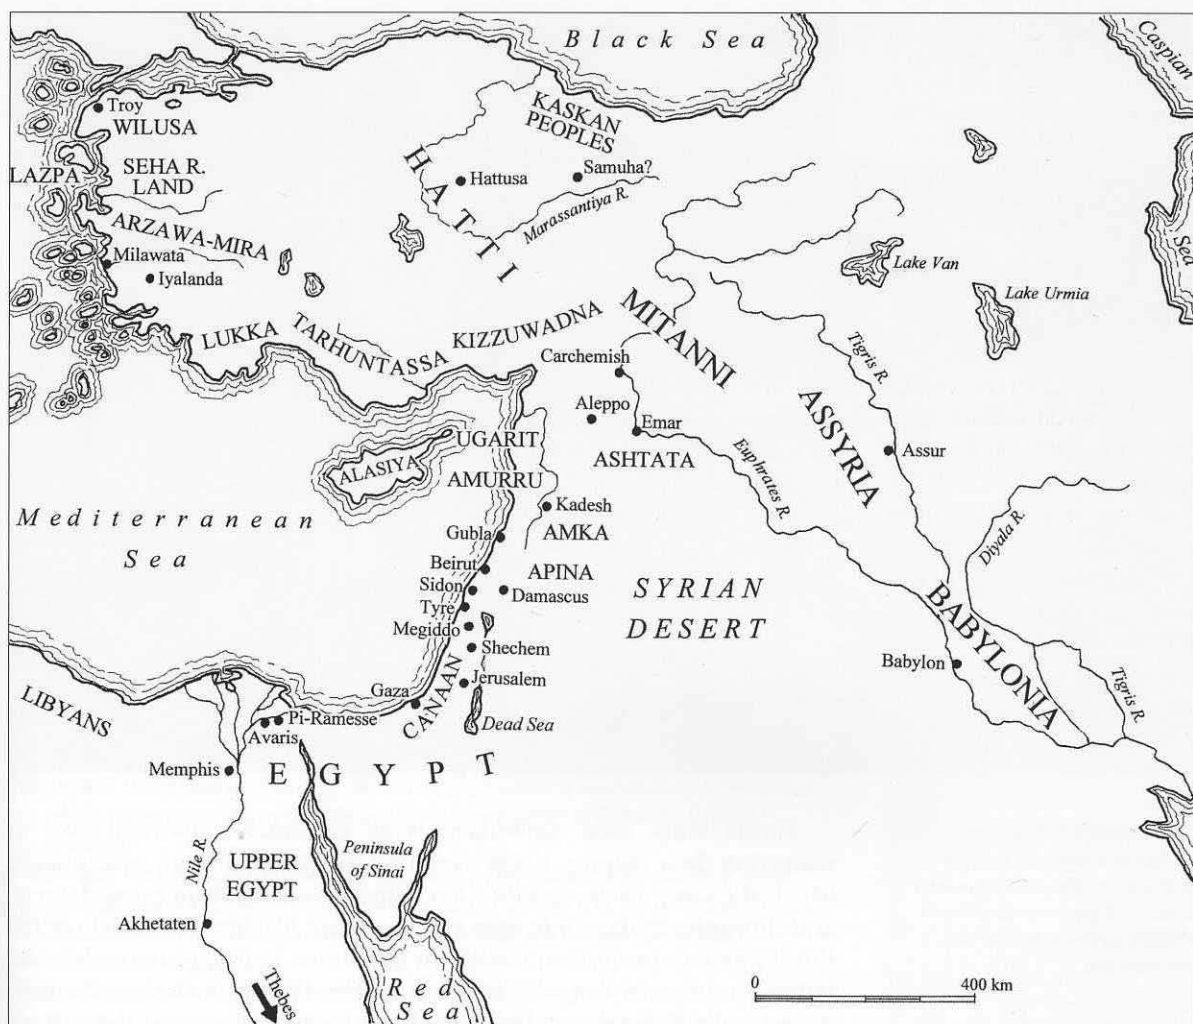 Black Sea
Caspian
Sea
Troy
WILUSA
KASKAN
PEOPLES
LAZPA
SEHA R.
LAND
HATTI
Hattusa
Samuha?
Marassantiya R.
ARZAWA-MIRA
Milawata
Iyalanda
Lake Van
Lake Urmia
LUKKA
TARHUNTASSA
KIZZUWADNA
MITANNI
Carchemish
Tigris R.
Aleppo
Emar
ASSYRIA
Assur
UGARIT
ASHTATA
ALASIYA
AMURRU
Euphrates R.
Kadesh
Mediterranean
Sea
Gubla
AMKA
Diyala R.
Beirut
APINA
Sidon
Damascus
SYRIAN
DESERT
Tyre
Megiddo
BABYLONIA
Shechem
Babylon
Jerusalem
Gaza
CANAAN
Tigris R.
LIBYANS
Pi-Ramesse
Dead Sea
Avaris
Memphis
EGYPT
Nile R.
Peninsula
of Sinai
UPPER
EGYPT
Akhetaten
Thebes
Red
Sea
0
400 km